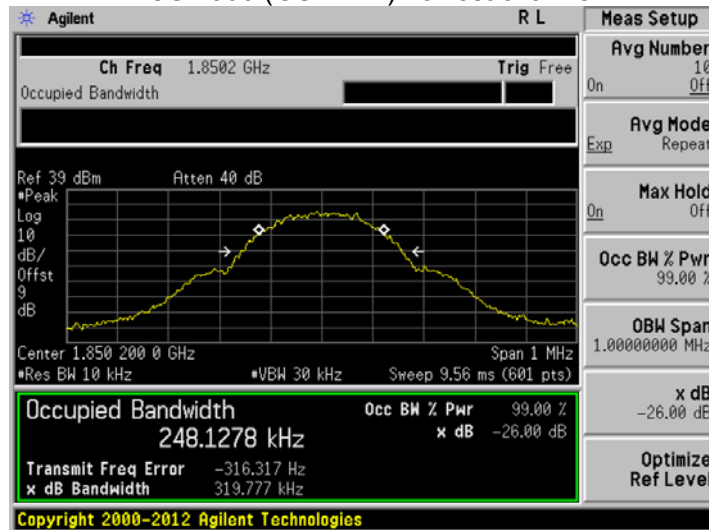 Agilent R L Meas Setup
Ch Freq 1.8502 GHz Trig Free
Occupied Bandwidth
Avg Number
10
On Off
Avg Mode
Exp Repeat
Max Hold
On Off
Occ BW % Pwr
99.00 %
OBW Span
1.00000000 MHz
x dB
-26.00 dB
Optimize
Ref Level
Ref 39 dBm Atten 40 dB
#Peak
Log
10
dB/
Offst
9
dB
Center 1.850 200 0 GHz Span 1 MHz
#Res BW 10 kHz #VBW 30 kHz Sweep 9.56 ms (601 pts)
Occupied Bandwidth Occ BW % Pwr 99.00 %
248.1278 kHz x dB -26.00 dB
Transmit Freq Error -316.317 Hz
x dB Bandwidth 319.777 kHz
Copyright 2000-2012 Agilent Technologies